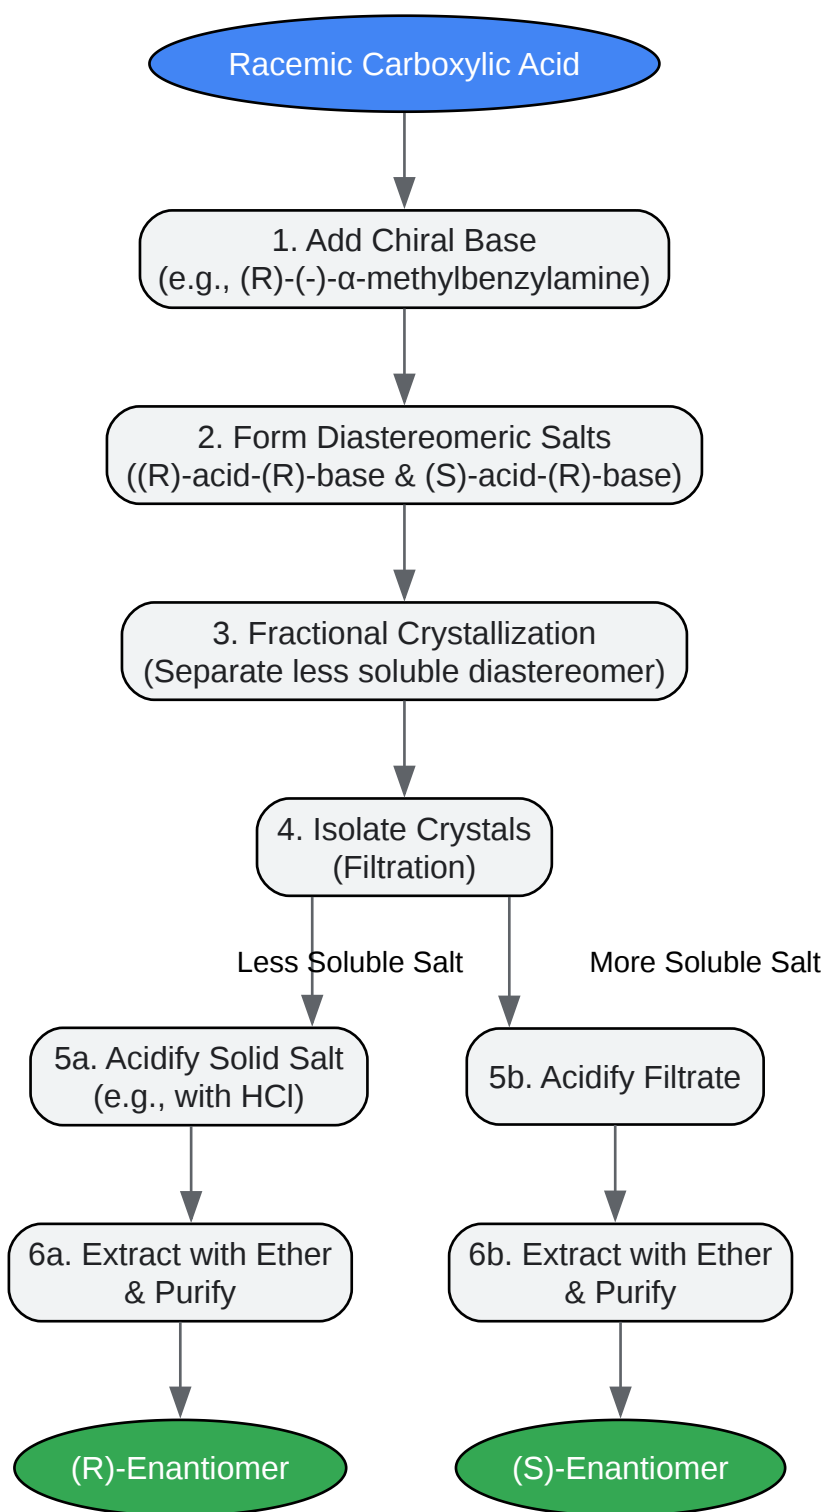 Racemic Carboxylic Acid
1. Add Chiral Base
(e.g., (R)-(-)-α-methylbenzylamine)
2. Form Diastereomeric Salts
((R)-acid-(R)-base & (S)-acid-(R)-base)
3. Fractional Crystallization
(Separate less soluble diastereomer)
4. Isolate Crystals
(Filtration)
Less Soluble Salt
More Soluble Salt
5a. Acidify Solid Salt
(e.g., with HCl)
5b. Acidify Filtrate
6a. Extract with Ether
& Purify
6b. Extract with Ether
& Purify
(R)-Enantiomer
(S)-Enantiomer